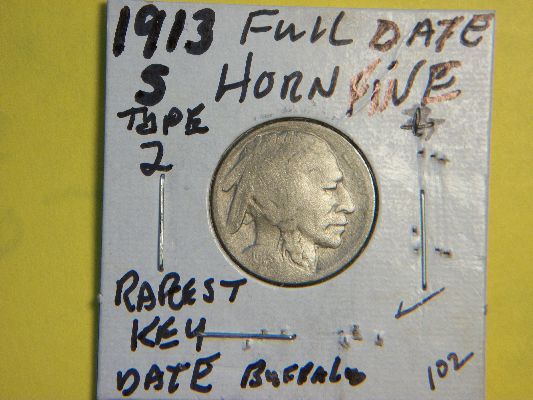 1913 FULL DATE
S HORN FINE
TYPE
2
RAREST
KEY
DATE BUFFALO
102